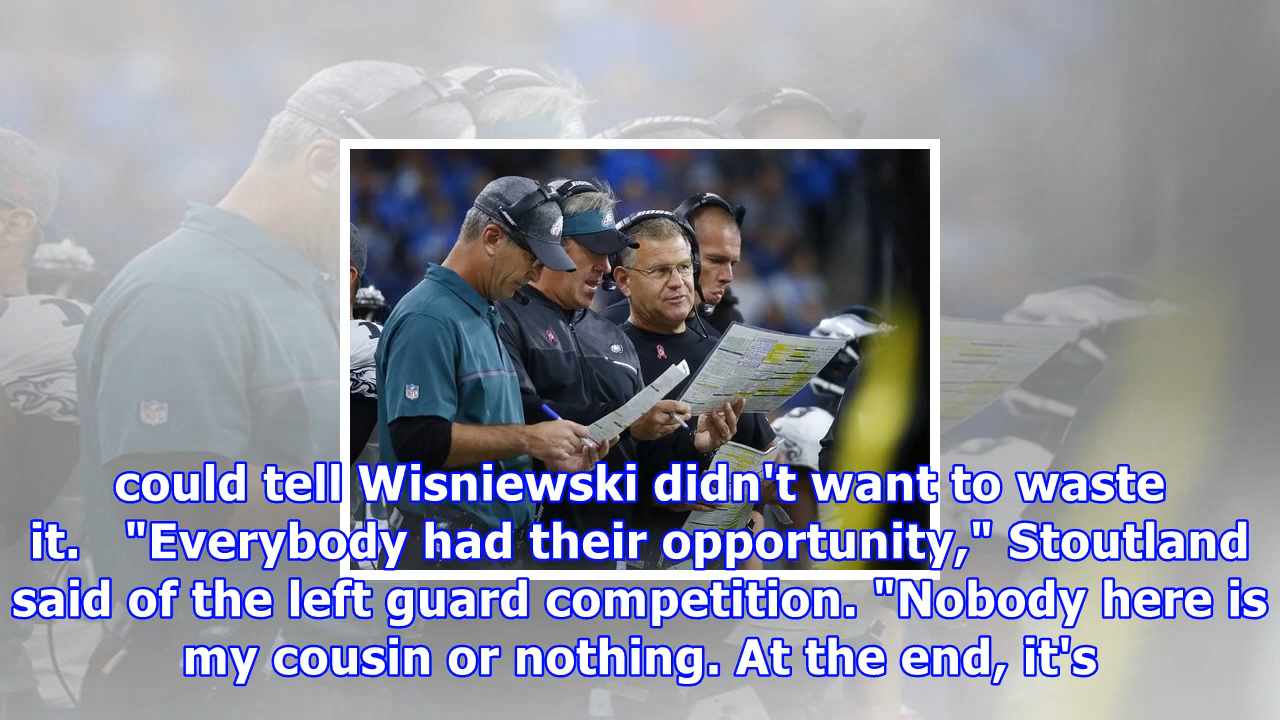 could tell Wisniewski didn't want to waste
it. "Everybody had their opportunity," Stoutland
said of the left guard competition. "Nobody here is
my cousin or nothing. At the end, it's